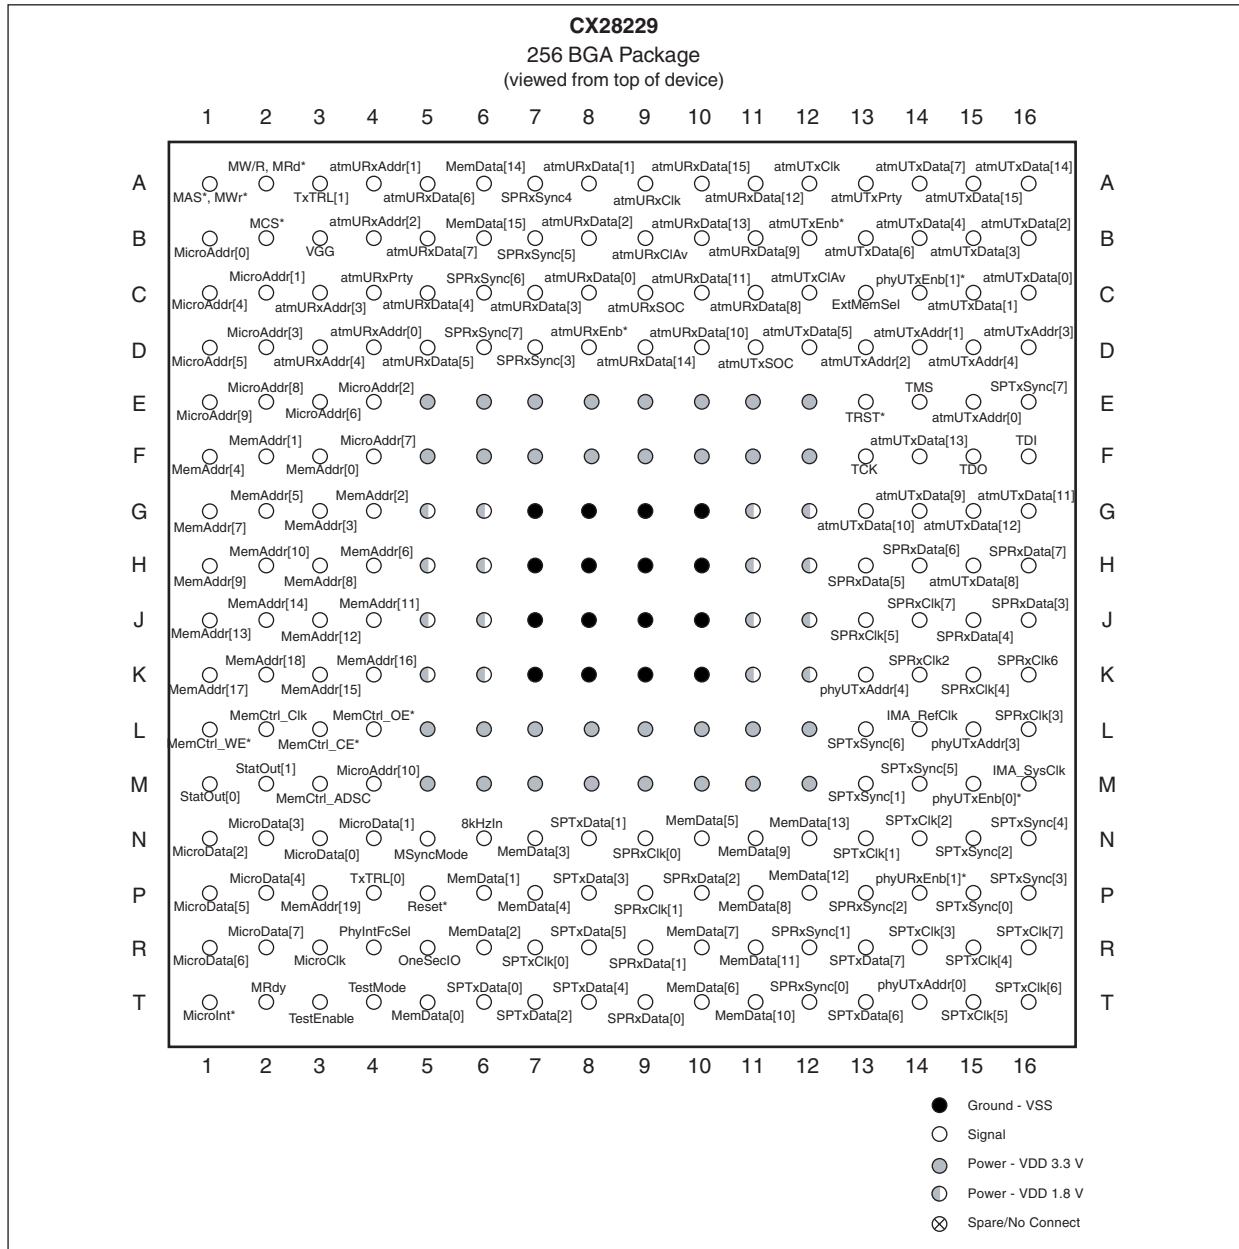 CX28229
256 BGA Package
(viewed from top of device)
1 2 3 4 5 6 7 8 9 10 11 12 13 14 15 16
MW/R, MRd* atmURxAddr[1] MemData[14] atmURxData[1] atmURxData[15] atmUTxClk atmUTxData[7] atmUTxData[14]
A A
MAS*, MWr* TxTRL[1] atmURxData[6] SPRxSync4 atmURxClk atmURxData[12] atmUTxPrty atmUTxData[15]
MCS* atmURxAddr[2] MemData[15] atmURxData[2] atmURxData[13] atmUTxEnb* atmUTxData[4] atmUTxData[2]
B B
MicroAddr[0] VGG atmURxData[7] SPRxSync[5] atmURxClAv atmURxData[9] atmUTxData[6] atmUTxData[3]
MicroAddr[1] atmURxPrty SPRxSync[6] atmURxData[0] atmURxData[11] atmUTxClAv phyUTxEnb[1]* atmUTxData[0]
C C
MicroAddr[4] atmURxAddr[3] atmURxData[4] atmURxData[3] atmURxSOC atmURxData[8] ExtMemSel atmUTxData[1]
MicroAddr[3] atmURxAddr[0] SPRxSync[7] atmURxEnb* atmURxData[10] atmUTxData[5] atmUTxAddr[1] atmUTxAddr[3]
D D
MicroAddr[5] atmURxAddr[4] atmURxData[5] SPRxSync[3] atmURxData[14] atmUTxSOC atmUTxAddr[2] atmUTxAddr[4]
MicroAddr[8] MicroAddr[2] TMS SPTxSync[7]
E E
MicroAddr[9] MicroAddr[6] TRST* atmUTxAddr[0]
MemAddr[1] MicroAddr[7] atmUTxData[13] TDI
F F
MemAddr[4] MemAddr[0] TCK TDO
MemAddr[5] MemAddr[2] atmUTxData[9] atmUTxData[11]
G G
MemAddr[7] MemAddr[3] atmUTxData[10] atmUTxData[12]
MemAddr[10] MemAddr[6] SPRxData[6] SPRxData[7]
H H
MemAddr[9] MemAddr[8] SPRxData[5] atmUTxData[8]
MemAddr[14] MemAddr[11] SPRxClk[7] SPRxData[3]
J J
MemAddr[13] MemAddr[12] SPRxClk[5] SPRxData[4]
MemAddr[18] MemAddr[16] SPRxClk2 SPRxClk6
K K
MemAddr[17] MemAddr[15] phyUTxAddr[4] SPRxClk[4]
MemCtrl_Clk MemCtrl_OE* IMA_RefClk SPRxClk[3]
L L
MemCtrl_WE* MemCtrl_CE* SPTxSync[6] phyUTxAddr[3]
StatOut[1] MicroAddr[10] SPTxSync[5] IMA_SysClk
M M
StatOut[0] MemCtrl_ADSC SPTxSync[1] phyUTxEnb[0]*
MicroData[3] MicroData[1] 8kHzIn SPTxData[1] MemData[5] MemData[13] SPTxClk[2] SPTxSync[4]
N N
MicroData[2] MicroData[0] MSyncMode MemData[3] SPRxClk[0] MemData[9] SPTxClk[1] SPTxSync[2]
MicroData[4] TxTRL[0] MemData[1] SPTxData[3] SPRxData[2] MemData[12] phyURxEnb[1]* SPTxSync[3]
P P
MicroData[5] MemAddr[19] Reset* MemData[4] SPRxClk[1] MemData[8] SPRxSync[2] SPTxSync[0]
MicroData[7] PhyIntFcSel MemData[2] SPTxData[5] MemData[7] SPRxSync[1] SPTxClk[3] SPTxClk[7]
R R
MicroData[6] MicroClk OneSecIO SPTxClk[0] SPRxData[1] MemData[11] SPTxData[7] SPTxClk[4]
MRdy TestMode SPTxData[0] SPTxData[4] MemData[6] SPRxSync[0] phyUTxAddr[0] SPTxClk[6]
T T
MicroInt* TestEnable MemData[0] SPTxData[2] SPRxData[0] MemData[10] SPTxData[6] SPTxClk[5]
1 2 3 4 5 6 7 8 9 10 11 12 13 14 15 16
Ground - VSS
Signal
Power - VDD 3.3 V
Power - VDD 1.8 V
Spare/No Connect